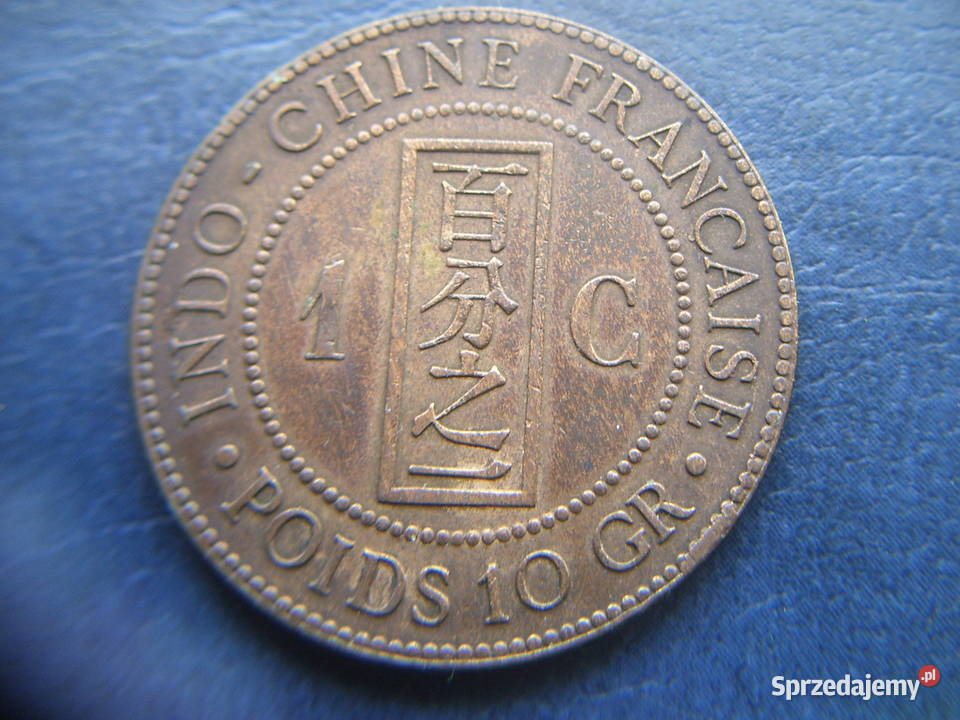 INDO - CHINE FRANCAISE
1 C
百分之一
• POIDS 10 GR •
Sprzedajemy.pl